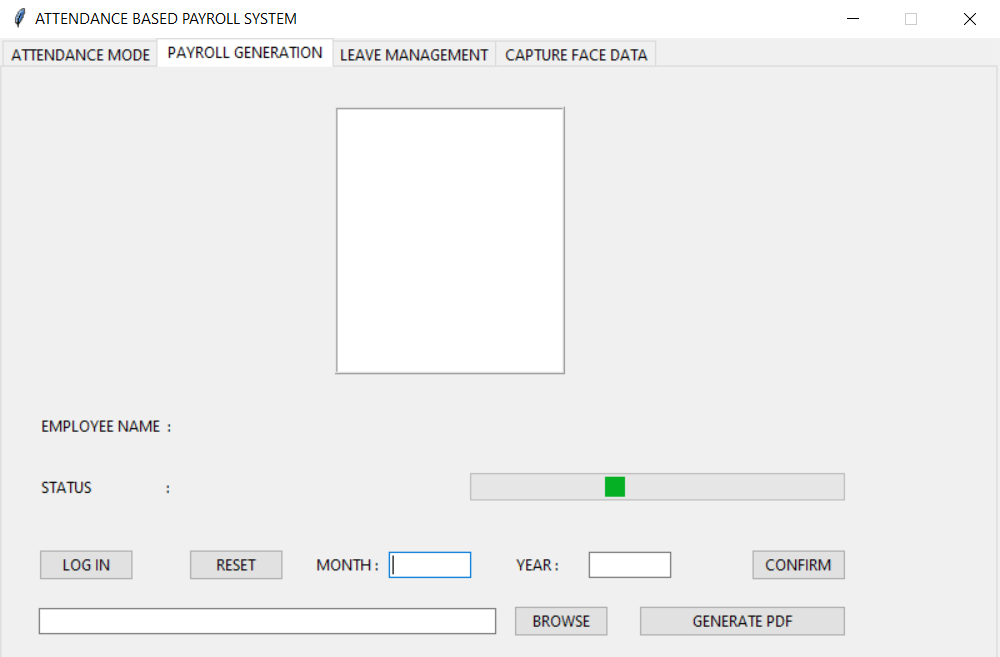 ATTENDANCE BASED PAYROLL SYSTEM
ATTENDANCE MODE PAYROLL GENERATION LEAVE MANAGEMENT CAPTURE FACE DATA
EMPLOYEE NAME :
STATUS :
LOG IN RESET MONTH : YEAR : CONFIRM
BROWSE GENERATE PDF